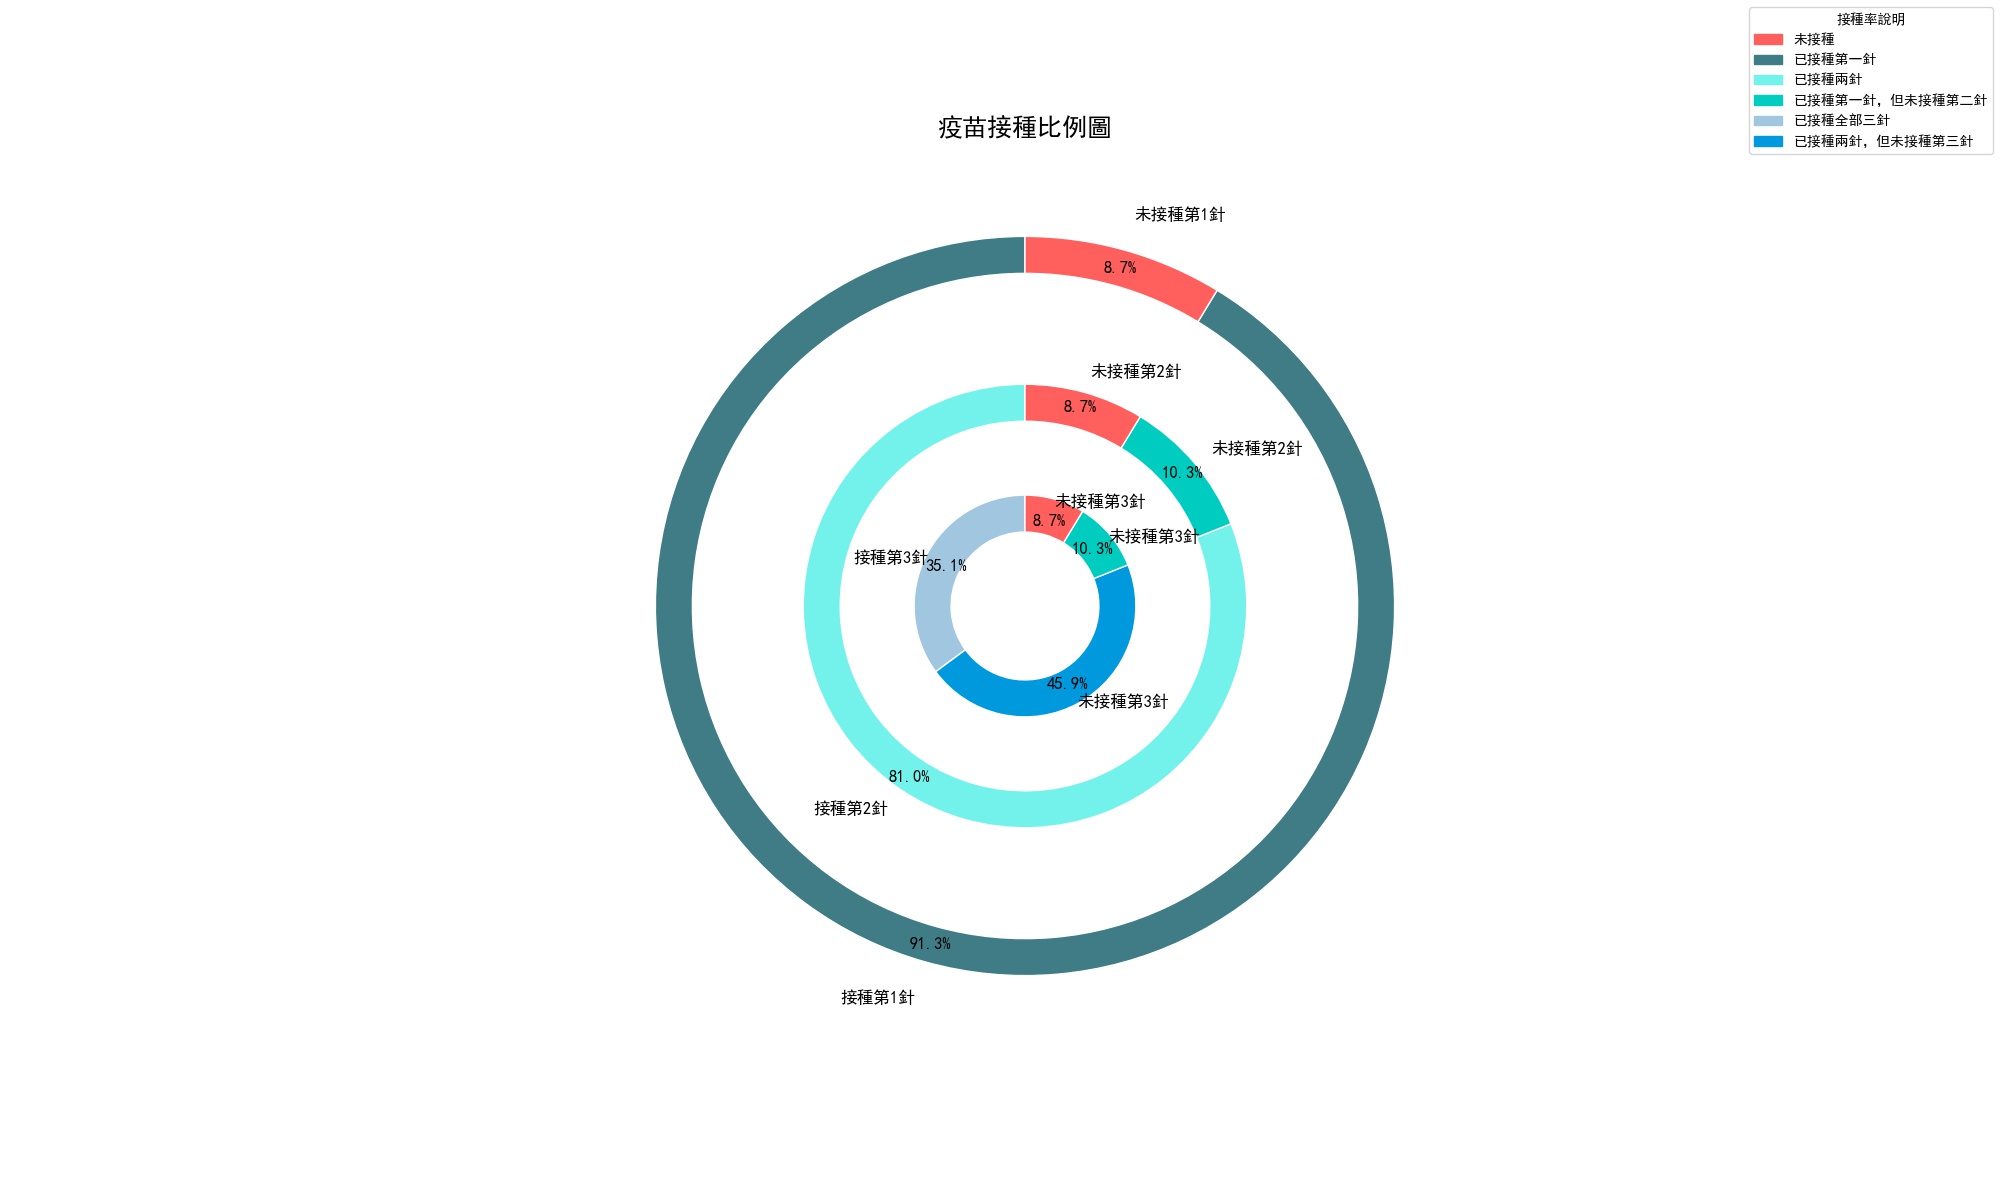 接種率說明
未接種
已接種第一針
已接種兩針
已接種第一針，但未接種第二針
已接種全部三針
已接種兩針，但未接種第三針
疫苗接種比例圖
未接種第1針
8.7%
未接種第2針
8.7%
未接種第2針
10.3%
未接種第3針
8.7%
未接種第3針
10.3%
接種第3針
35.1%
45.9%
未接種第3針
81.0%
接種第2針
91.3%
接種第1針